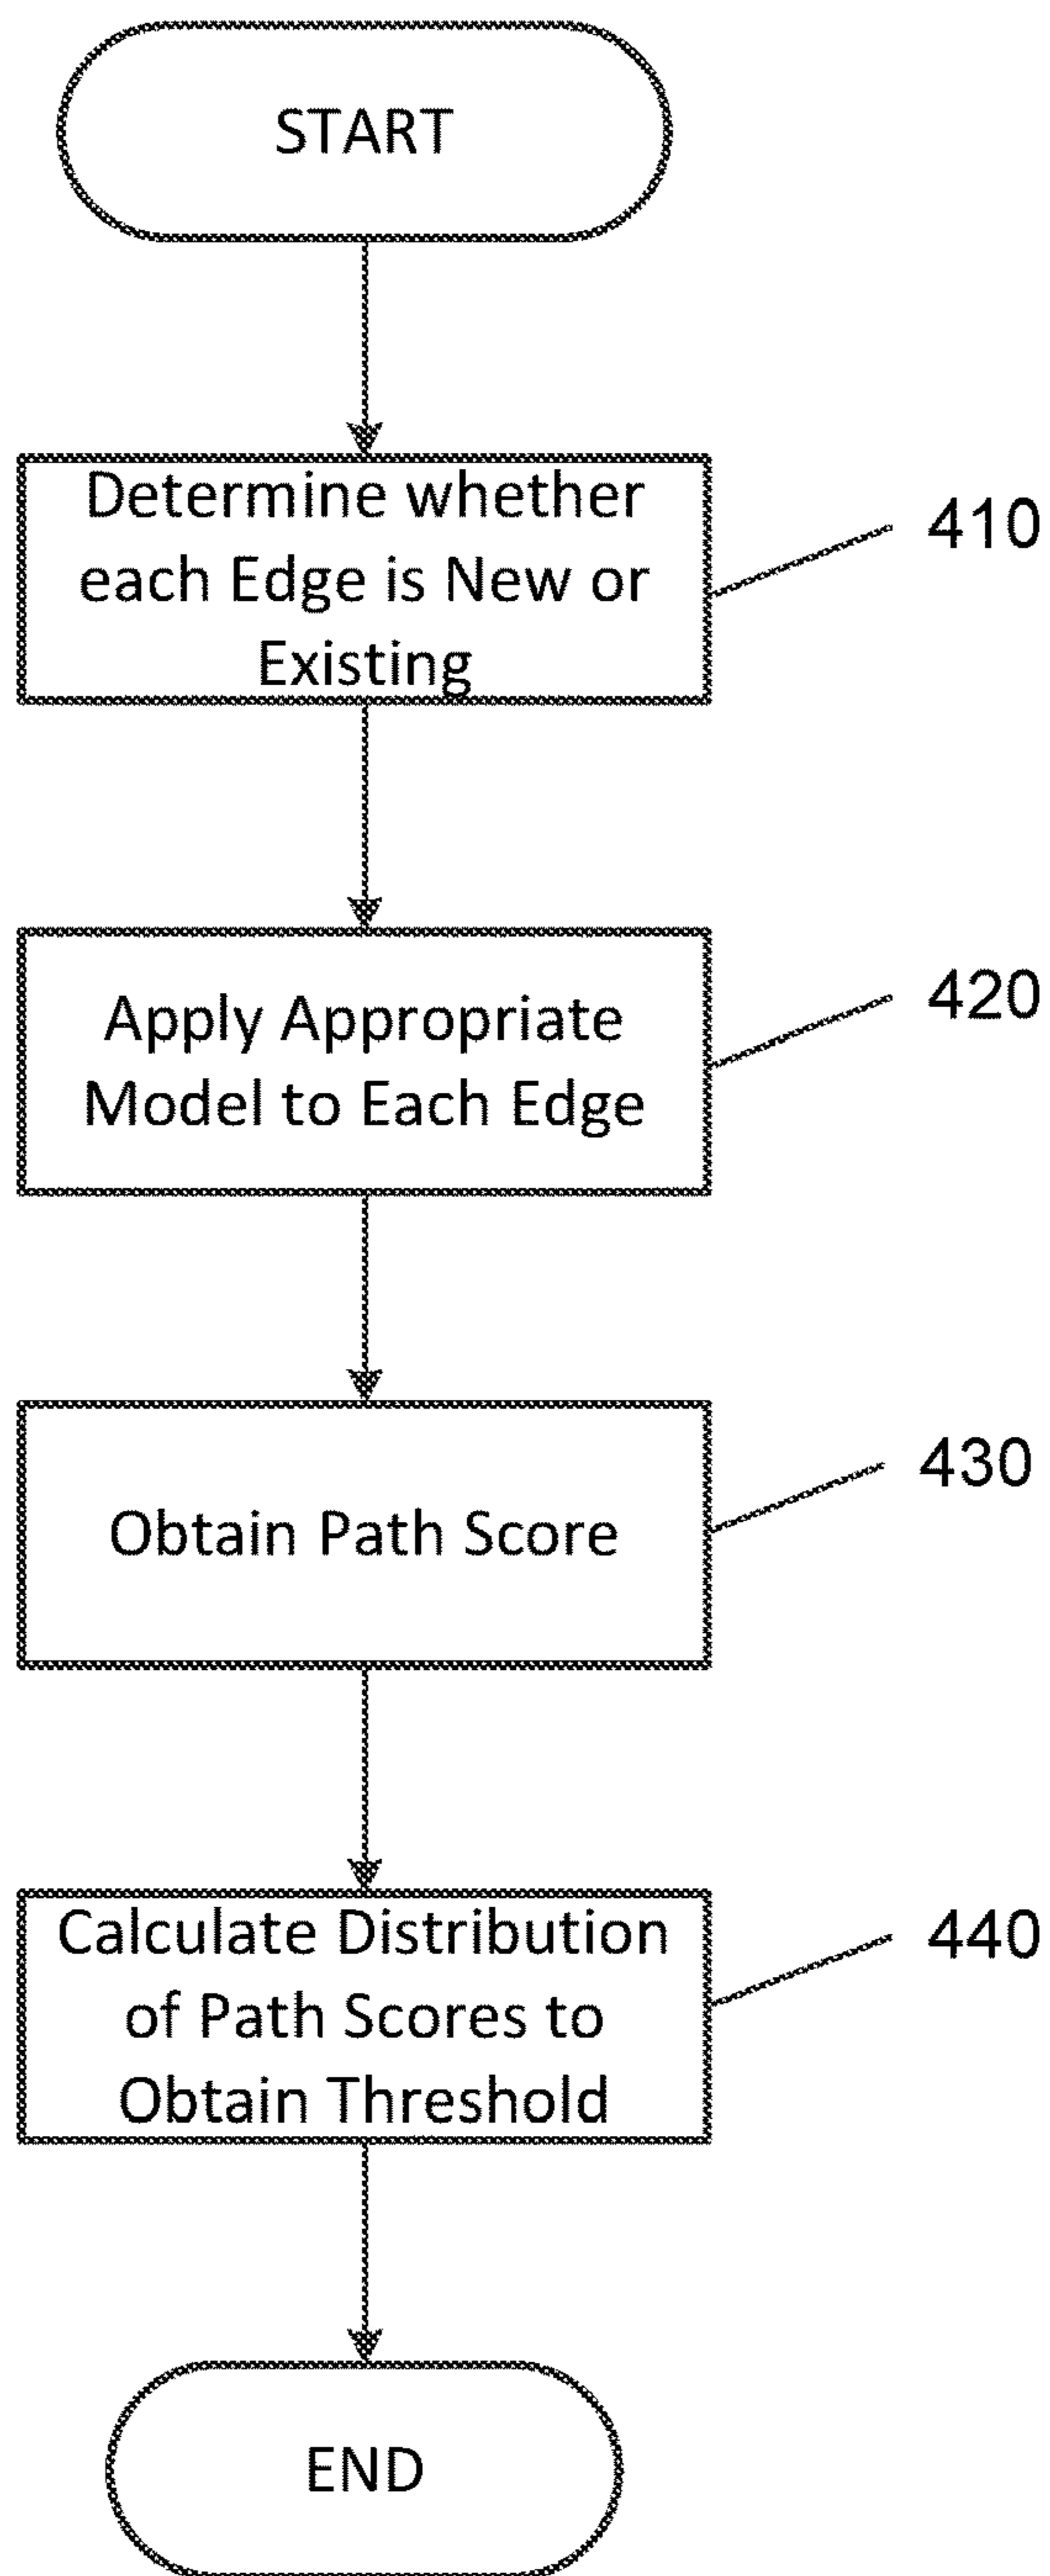 START
Determine whether
each Edge is New or
Existing
410
Apply Appropriate
Model to Each Edge
420
Obtain Path Score
430
Calculate Distribution
of Path Scores to
Obtain Threshold
440
END